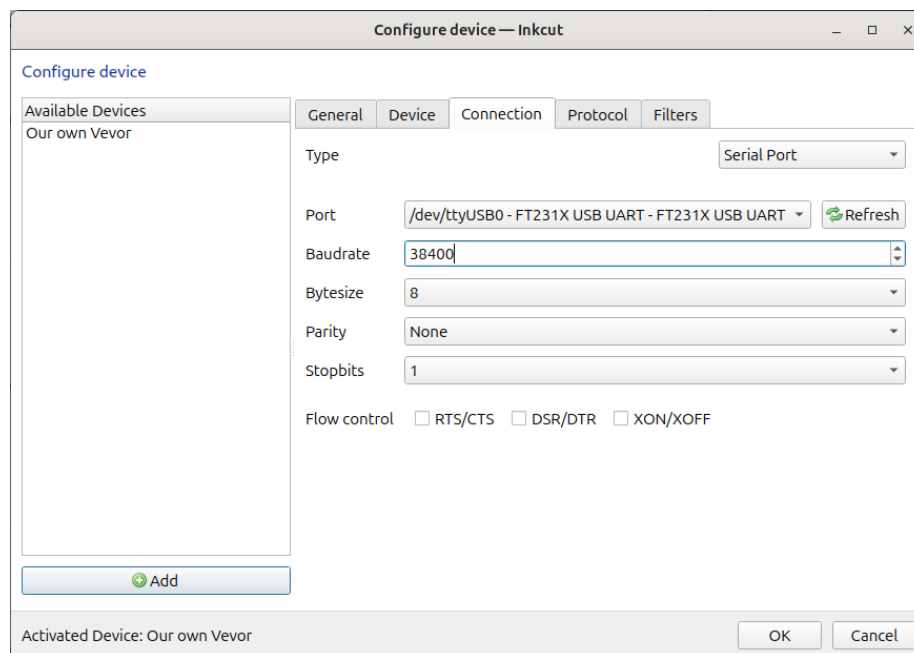 Configure device — Inkcut
Configure device
Available Devices
Our own Vevor
Add
General Device Connection Protocol Filters
Type Serial Port
Port /dev/ttyUSB0 - FT231X USB UART - FT231X USB UART Refresh
Baudrate 38400
Bytesize 8
Parity None
Stopbits 1
Flow control RTS/CTS DSR/DTR XON/XOFF
Activated Device: Our own Vevor OK Cancel